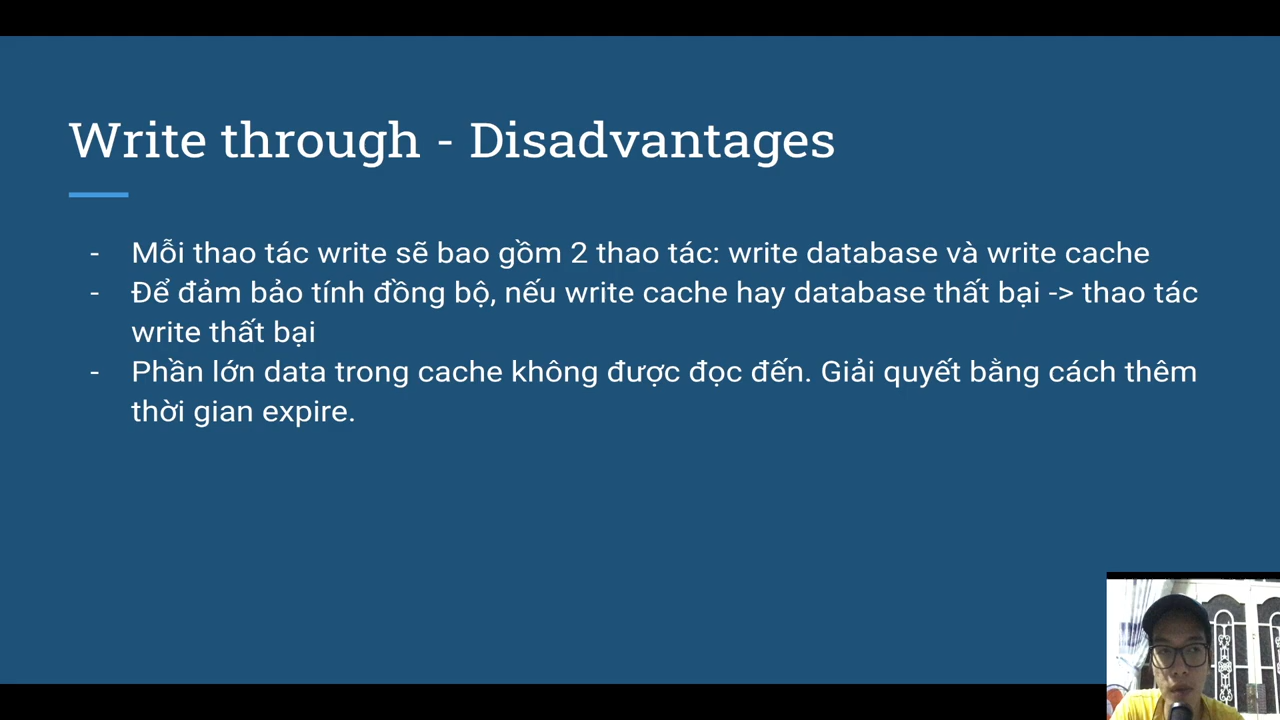 Write through - Disadvantages
- Mỗi thao tác write sẽ bao gồm 2 thao tác: write database và write cache
- Để đảm bảo tính đồng bộ, nếu write cache hay database thất bại -> thao tác
write thất bại
- Phần lớn data trong cache không được đọc đến. Giải quyết bằng cách thêm
thời gian expire.